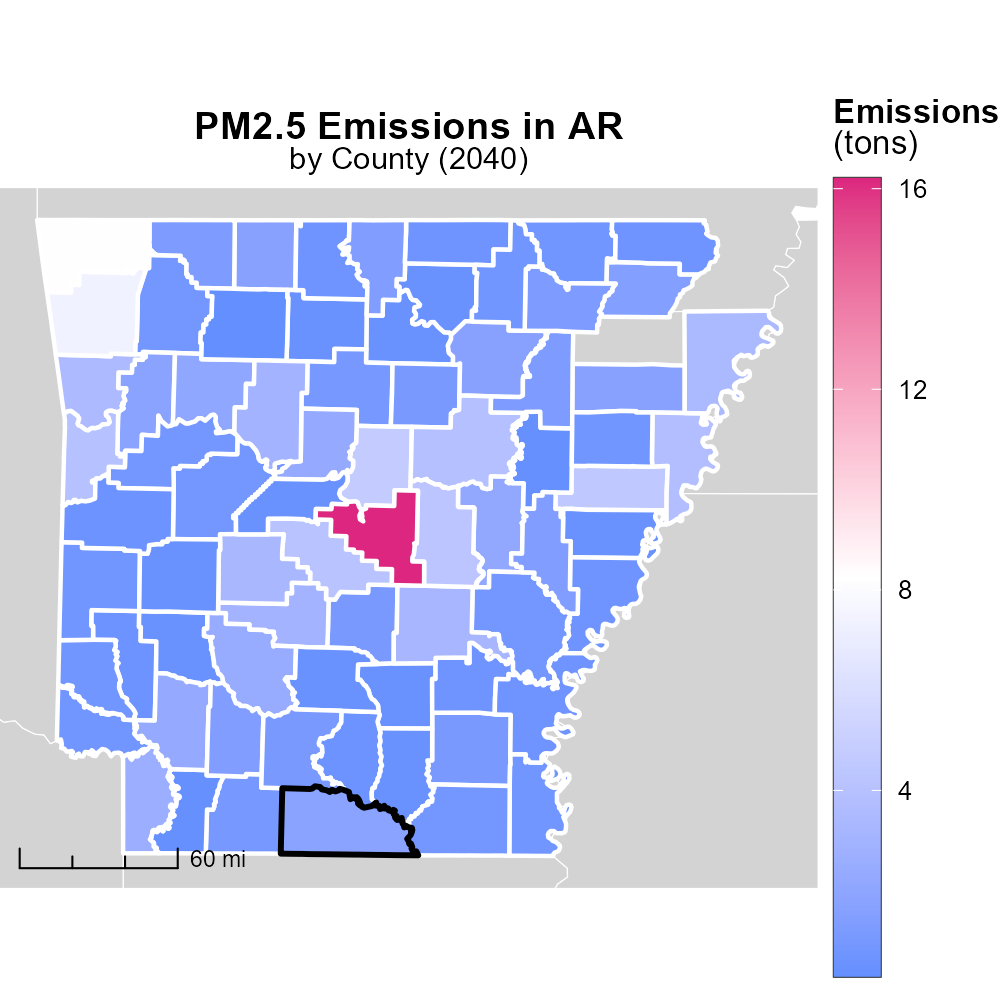 PM2.5 Emissions in AR
by County (2040)
Emissions
(tons)
16
12
8
4
60 mi